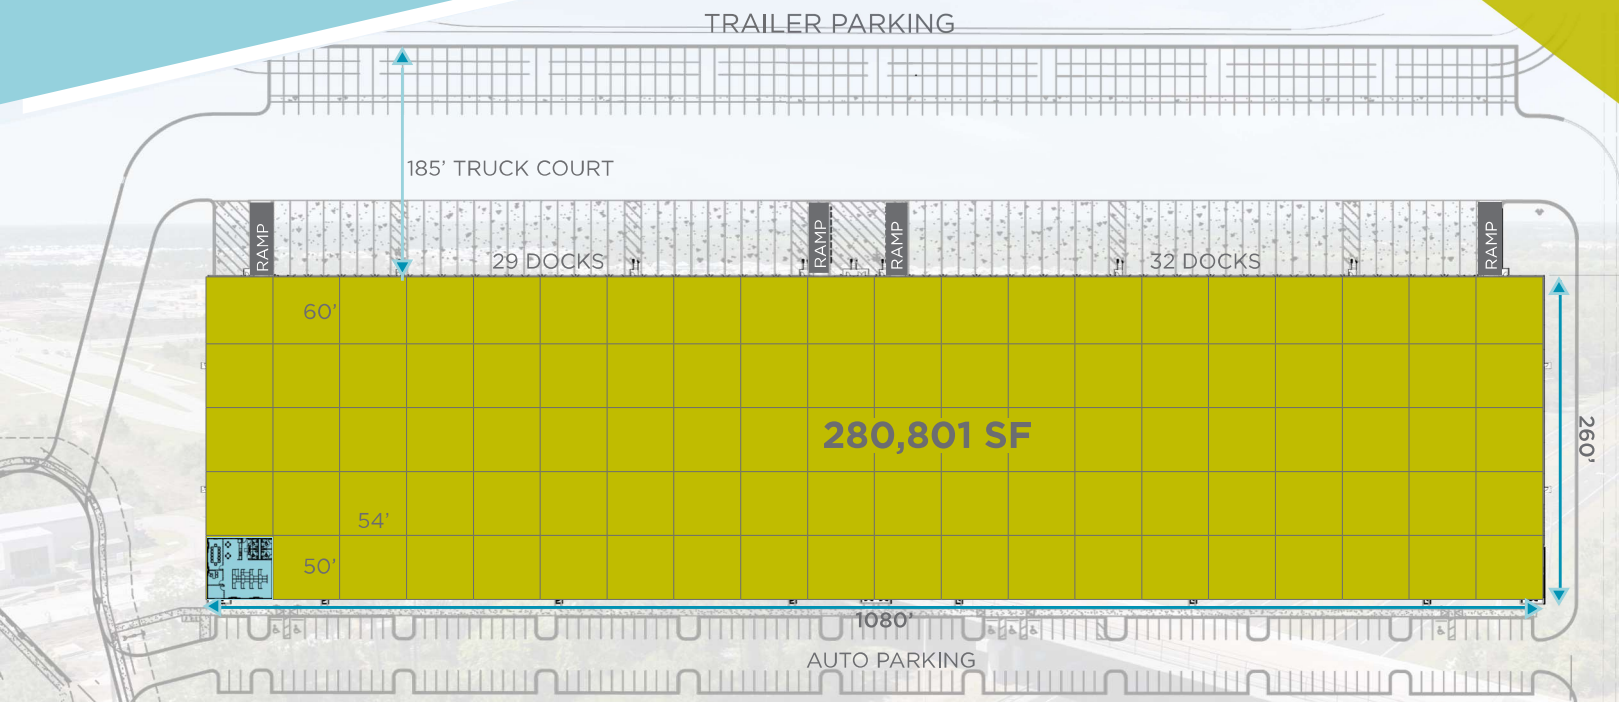 TRAILER PARKING
185' TRUCK COURT
RAMP
29 DOCKS
RAMP
RAMP
32 DOCKS
RAMP
60'
280,801 SF
260'
54'
50'
1080'
AUTO PARKING